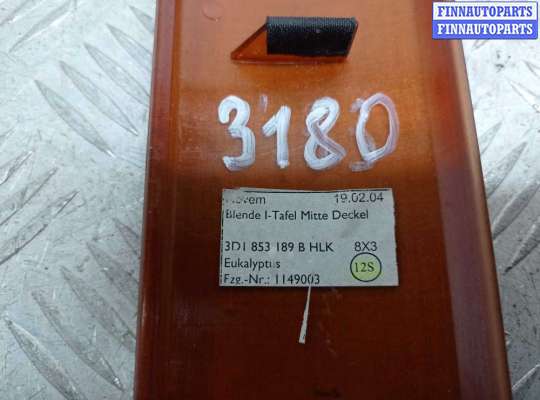 FINNAUTOPARTS
FINNAUTOPARTS
3180
19.02.04
Blende I-Tafel Mitte Deckel
3D1 853 189 B HLK 8X3
Eukalyptus 12S
Fzg.-Nr.: 1149003